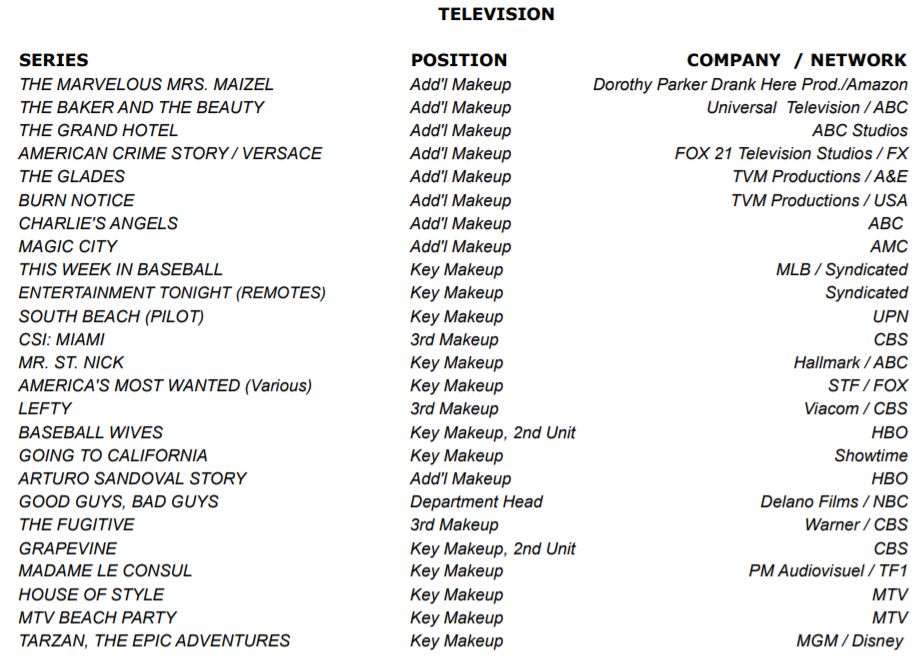 TELEVISION
SERIES POSITION COMPANY / NETWORK
THE MARVELOUS MRS. MAIZEL Add'l Makeup Dorothy Parker Drank Here Prod./Amazon
THE BAKER AND THE BEAUTY Add'l Makeup Universal Television / ABC
THE GRAND HOTEL Add'l Makeup ABC Studios
AMERICAN CRIME STORY / VERSACE Add'l Makeup FOX 21 Television Studios / FX
THE GLADES Add'l Makeup TVM Productions / A&E
BURN NOTICE Add'l Makeup TVM Productions / USA
CHARLIE'S ANGELS Add'l Makeup ABC
MAGIC CITY Add'l Makeup AMC
THIS WEEK IN BASEBALL Key Makeup MLB / Syndicated
ENTERTAINMENT TONIGHT (REMOTES) Key Makeup Syndicated
SOUTH BEACH (PILOT) Key Makeup UPN
CSI: MIAMI 3rd Makeup CBS
MR. ST. NICK Key Makeup Hallmark / ABC
AMERICA'S MOST WANTED (Various) Key Makeup STF / FOX
LEFTY 3rd Makeup Viacom / CBS
BASEBALL WIVES Key Makeup, 2nd Unit HBO
GOING TO CALIFORNIA Key Makeup Showtime
ARTURO SANDOVAL STORY Add'l Makeup HBO
GOOD GUYS, BAD GUYS Department Head Delano Films / NBC
THE FUGITIVE 3rd Makeup Warner / CBS
GRAPEVINE Key Makeup, 2nd Unit CBS
MADAME LE CONSUL Key Makeup PM Audiovisuel / TF1
HOUSE OF STYLE Key Makeup MTV
MTV BEACH PARTY Key Makeup MTV
TARZAN, THE EPIC ADVENTURES Key Makeup MGM / Disney